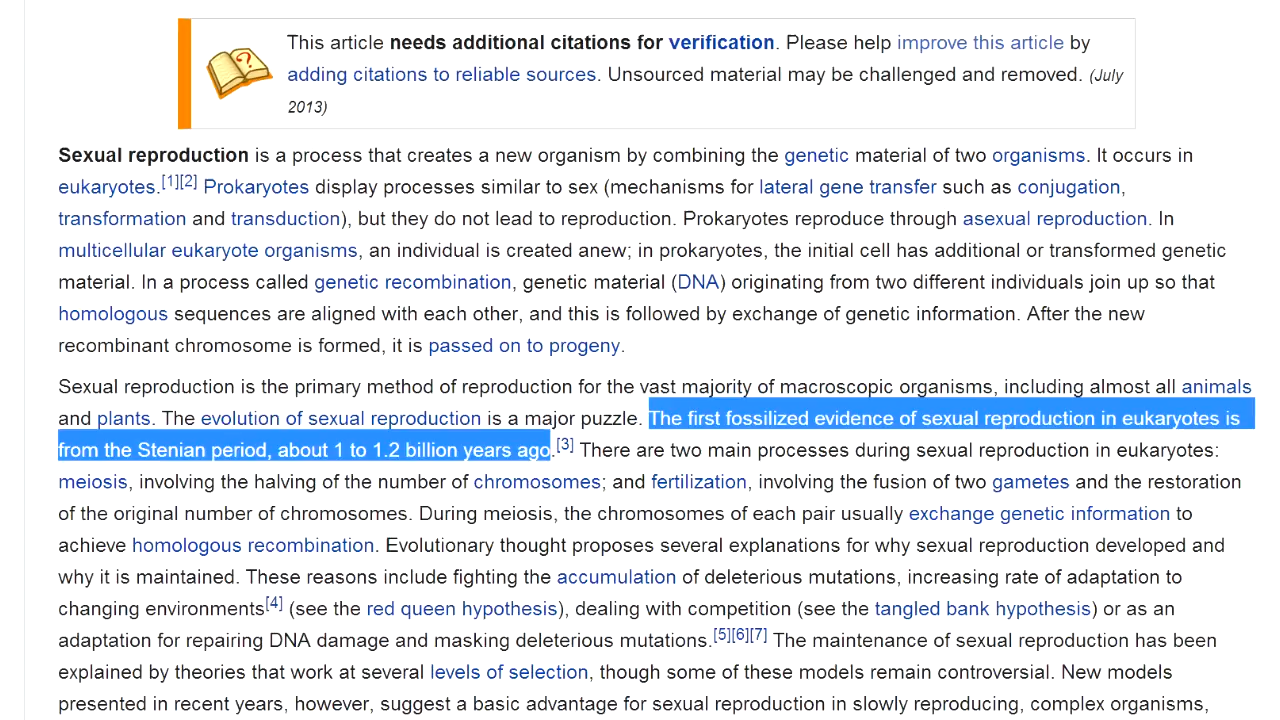 This article needs additional citations for verification. Please help improve this article by
adding citations to reliable sources. Unsourced material may be challenged and removed. (July
2013)
Sexual reproduction is a process that creates a new organism by combining the genetic material of two organisms. It occurs in
eukaryotes.[1][2] Prokaryotes display processes similar to sex (mechanisms for lateral gene transfer such as conjugation,
transformation and transduction), but they do not lead to reproduction. Prokaryotes reproduce through asexual reproduction. In
multicellular eukaryote organisms, an individual is created anew; in prokaryotes, the initial cell has additional or transformed genetic
material. In a process called genetic recombination, genetic material (DNA) originating from two different individuals join up so that
homologous sequences are aligned with each other, and this is followed by exchange of genetic information. After the new
recombinant chromosome is formed, it is passed on to progeny.
Sexual reproduction is the primary method of reproduction for the vast majority of macroscopic organisms, including almost all animals
and plants. The evolution of sexual reproduction is a major puzzle. The first fossilized evidence of sexual reproduction in eukaryotes is
from the Stenian period, about 1 to 1.2 billion years ago.[3] There are two main processes during sexual reproduction in eukaryotes:
meiosis, involving the halving of the number of chromosomes; and fertilization, involving the fusion of two gametes and the restoration
of the original number of chromosomes. During meiosis, the chromosomes of each pair usually exchange genetic information to
achieve homologous recombination. Evolutionary thought proposes several explanations for why sexual reproduction developed and
why it is maintained. These reasons include fighting the accumulation of deleterious mutations, increasing rate of adaptation to
changing environments[4] (see the red queen hypothesis), dealing with competition (see the tangled bank hypothesis) or as an
adaptation for repairing DNA damage and masking deleterious mutations.[5][6][7] The maintenance of sexual reproduction has been
explained by theories that work at several levels of selection, though some of these models remain controversial. New models
presented in recent years, however, suggest a basic advantage for sexual reproduction in slowly reproducing, complex organisms,